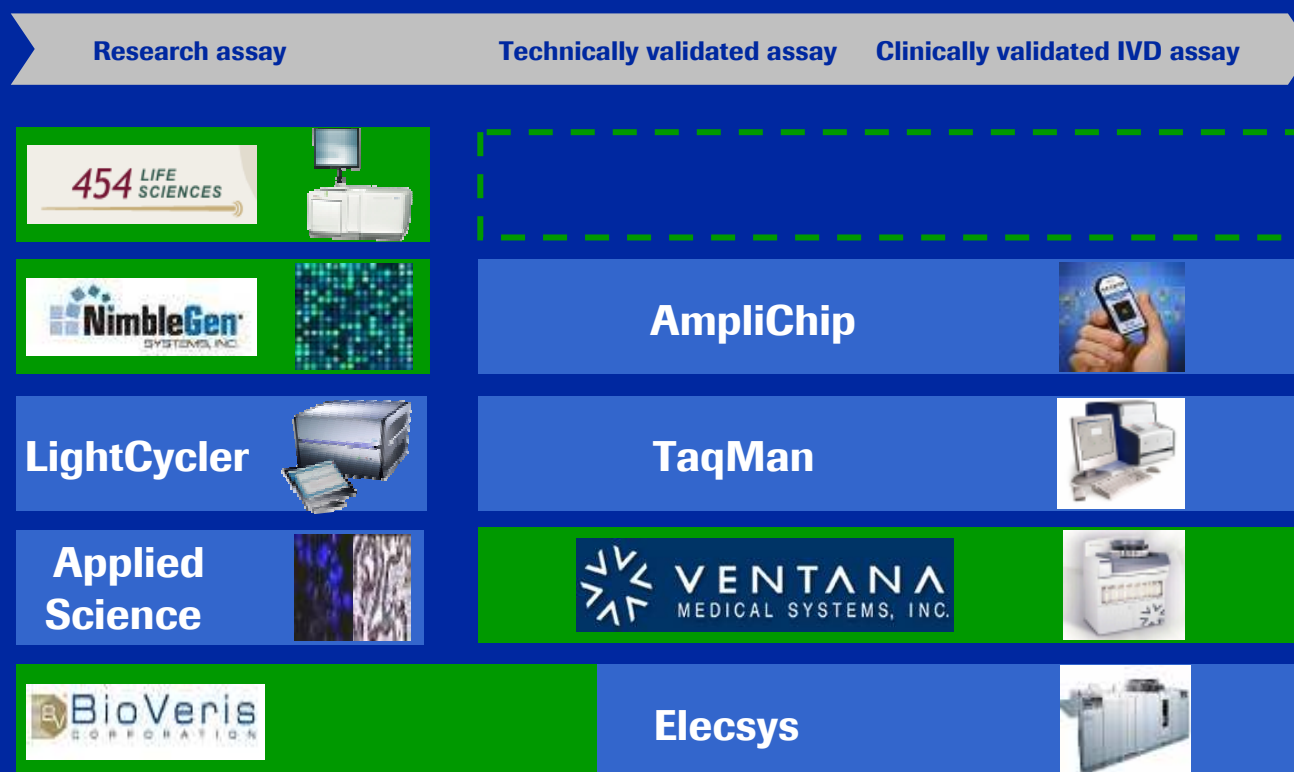 Research assay
Technically validated assay
Clinically validated IVD assay
454 LIFE
SCIENCES
NimbleGen
SYSTEMS, INC.
AmpliChip
LightCycler
TaqMan
Applied
Science
VENTANA
MEDICAL SYSTEMS, INC.
BioVeris
CORPORATION
Elecsys